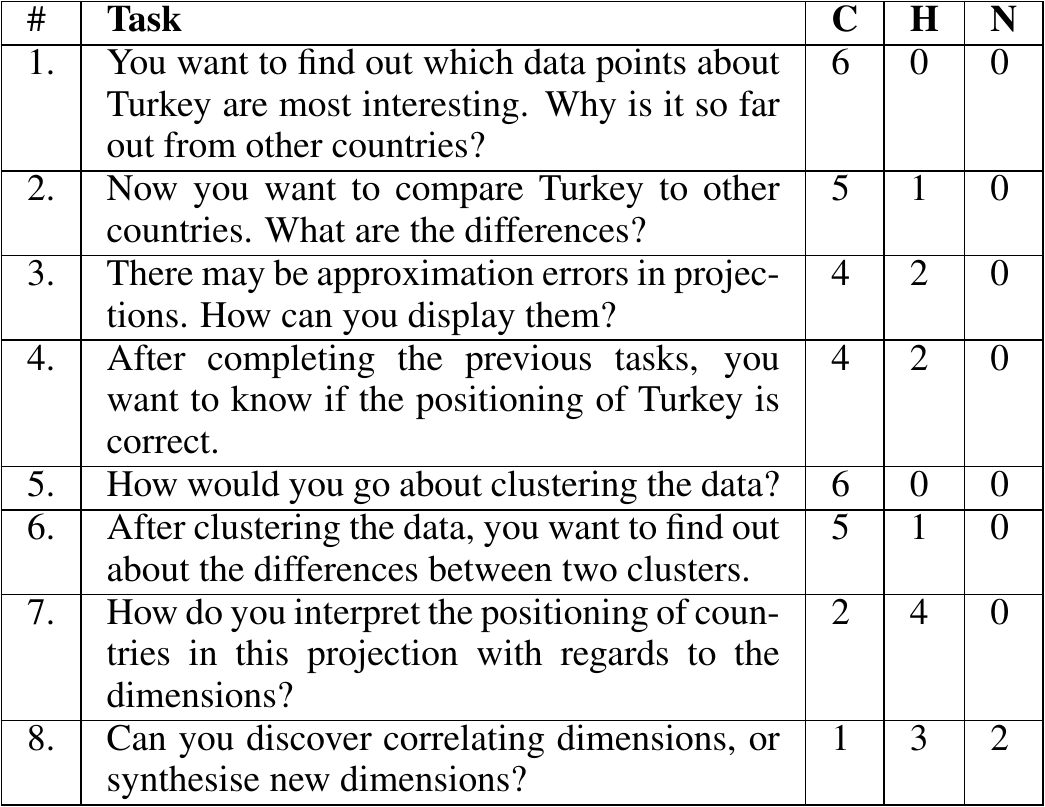 # Task C H N
1. You want to find out which data points about 6 0 0
Turkey are most interesting. Why is it so far
out from other countries?
2. Now you want to compare Turkey to other 5 1 0
countries. What are the differences?
3. There may be approximation errors in projec- 4 2 0
tions. How can you display them?
4. After completing the previous tasks, you 4 2 0
want to know if the positioning of Turkey is
correct.
5. How would you go about clustering the data? 6 0 0
6. After clustering the data, you want to find out 5 1 0
about the differences between two clusters.
7. How do you interpret the positioning of coun- 2 4 0
tries in this projection with regards to the
dimensions?
8. Can you discover correlating dimensions, or 1 3 2
synthesise new dimensions?